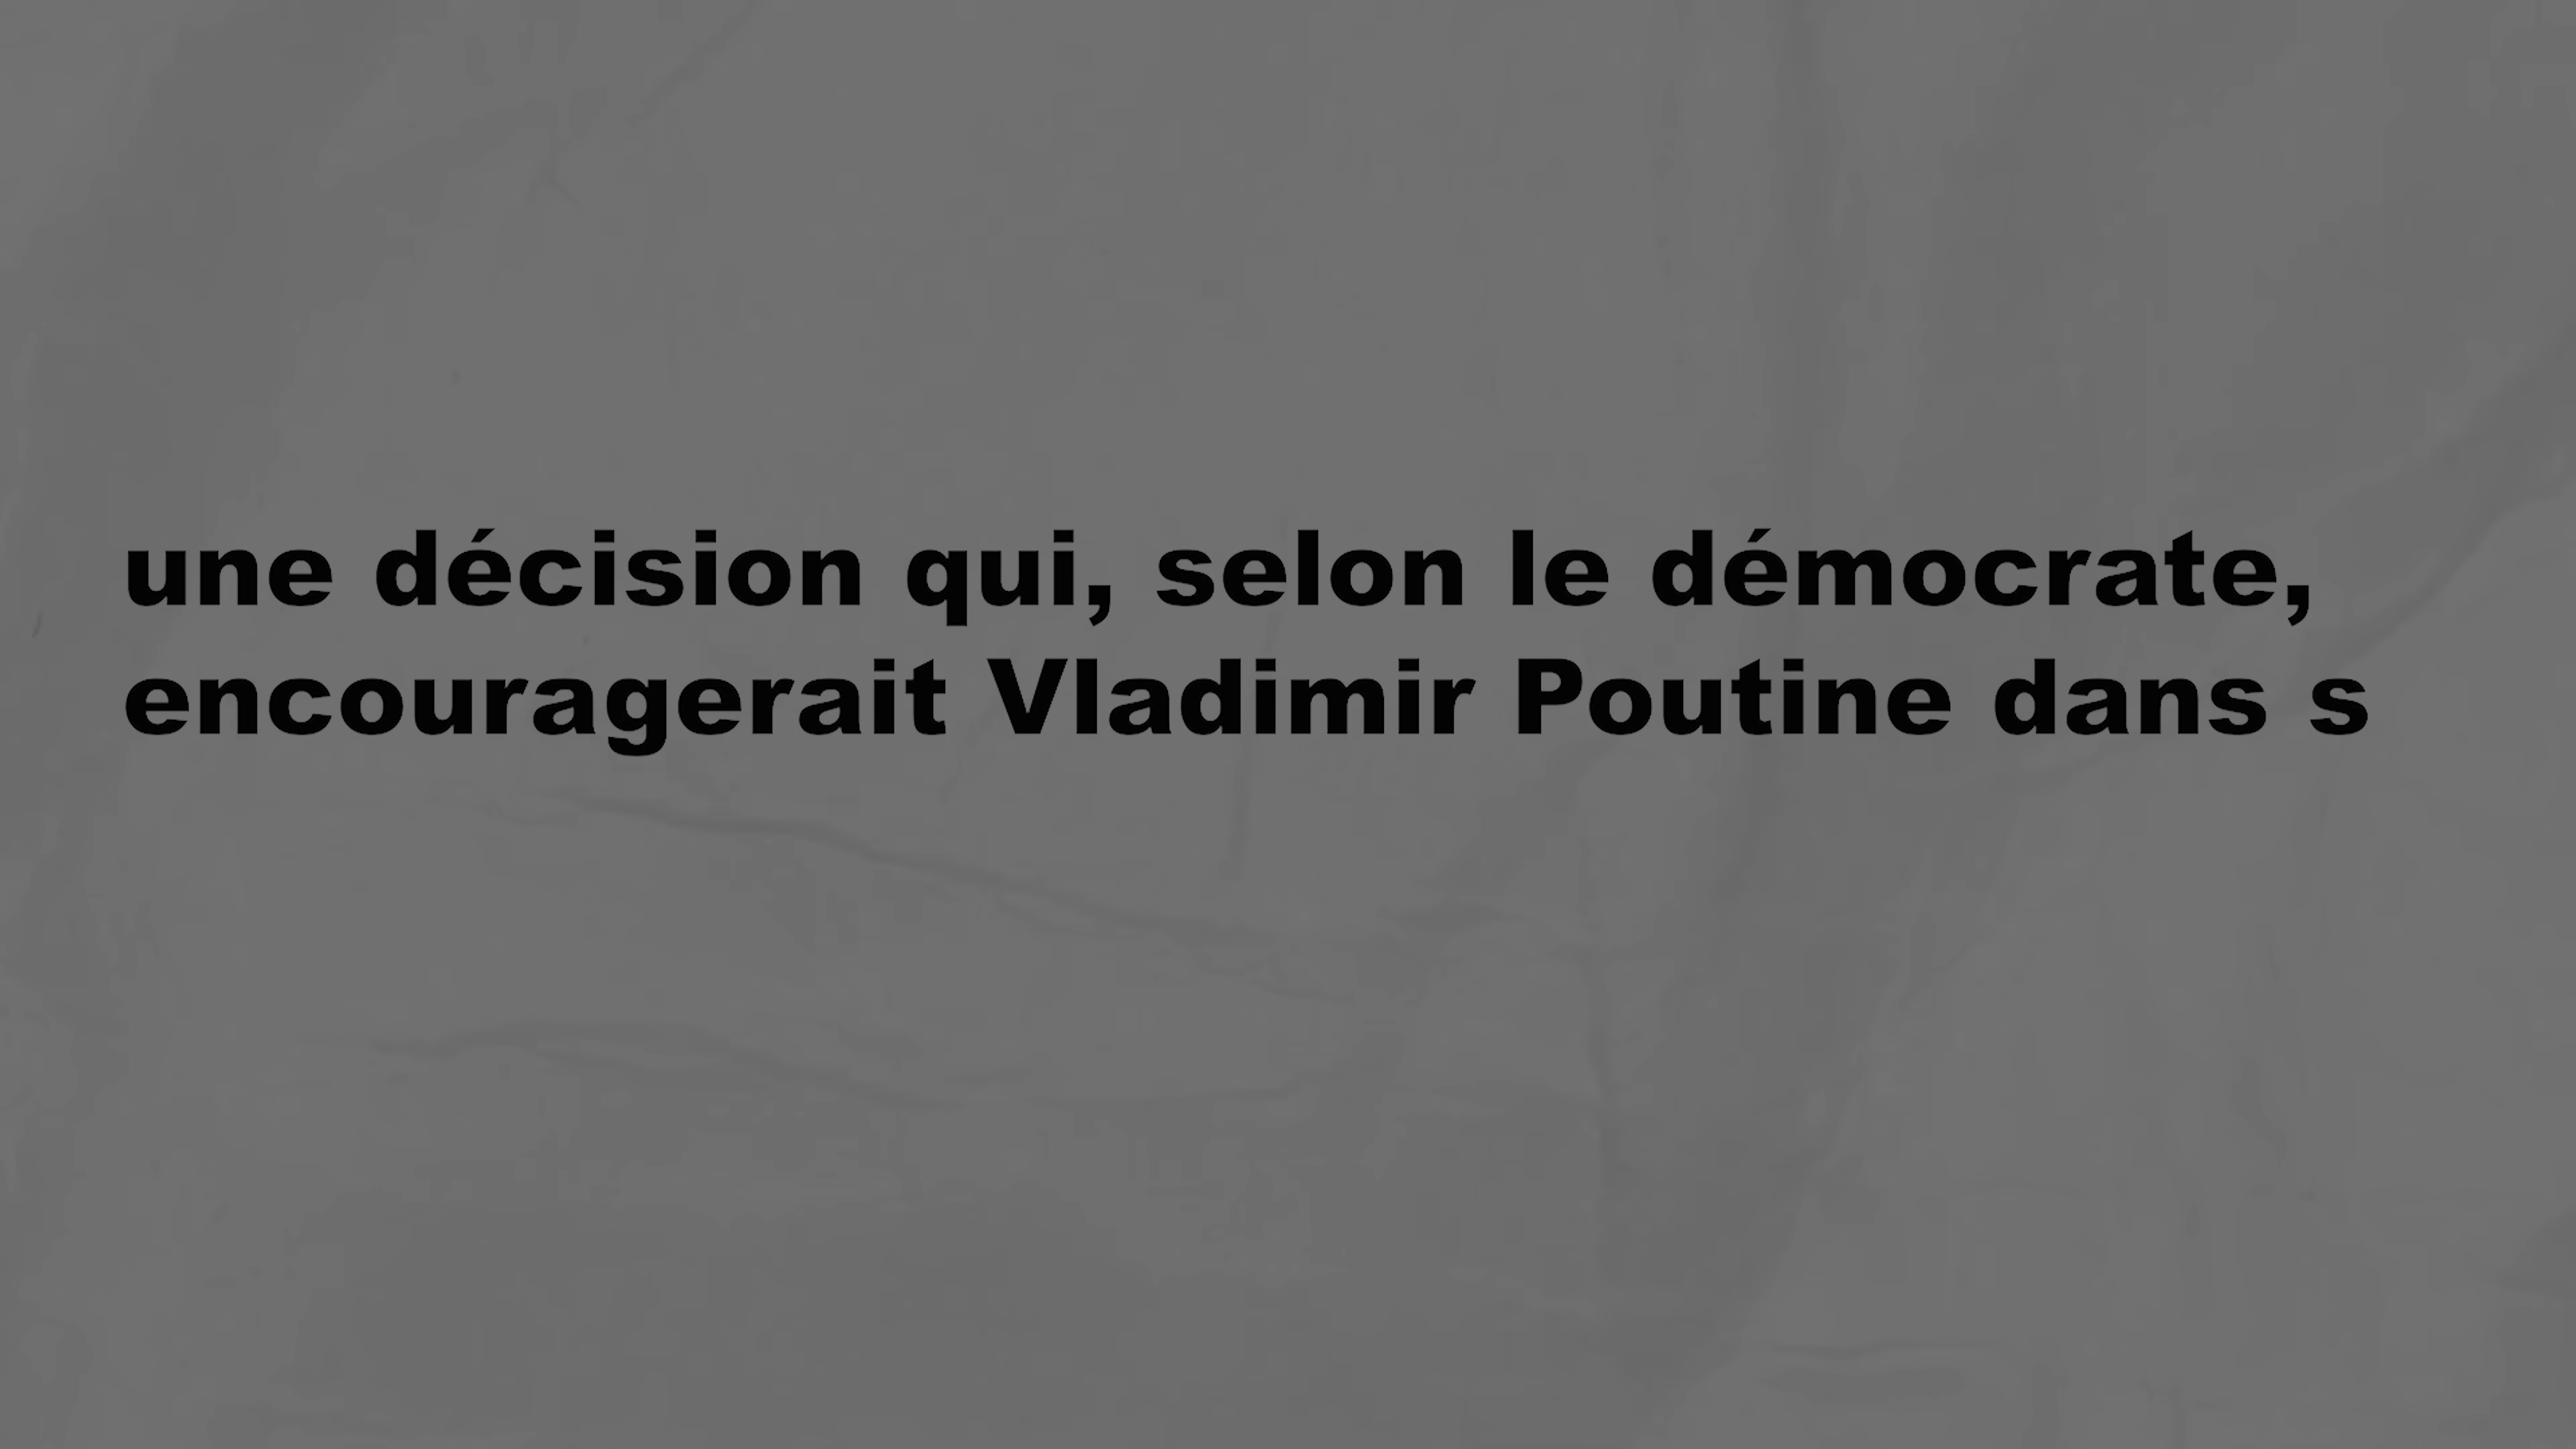 une décision qui, selon le démocrate,
encouragerait Vladimir Poutine dans s